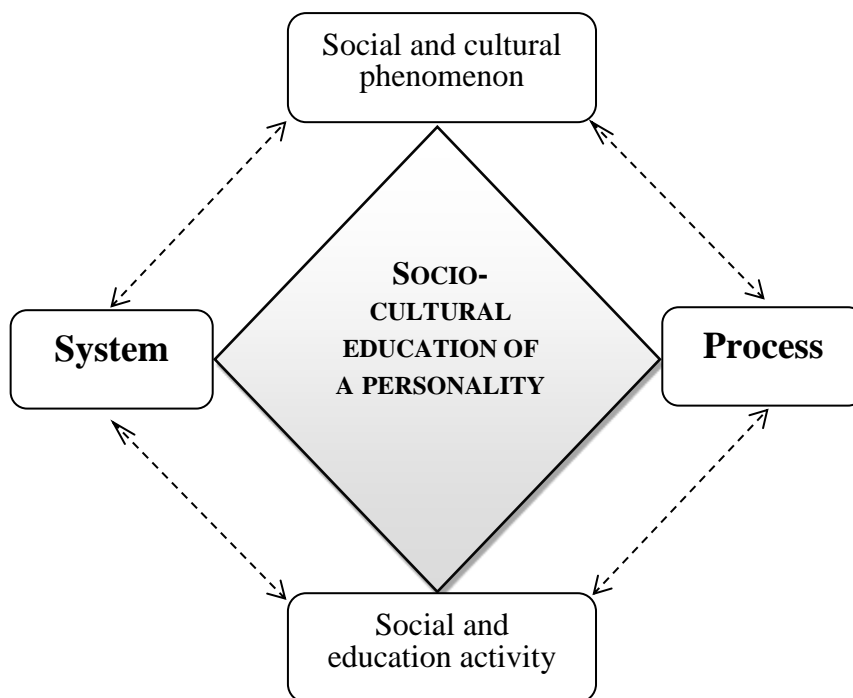 Social and cultural
phenomenon
SOCIO-
CULTURAL
EDUCATION OF
A PERSONALITY
System
Process
Social and
education activity